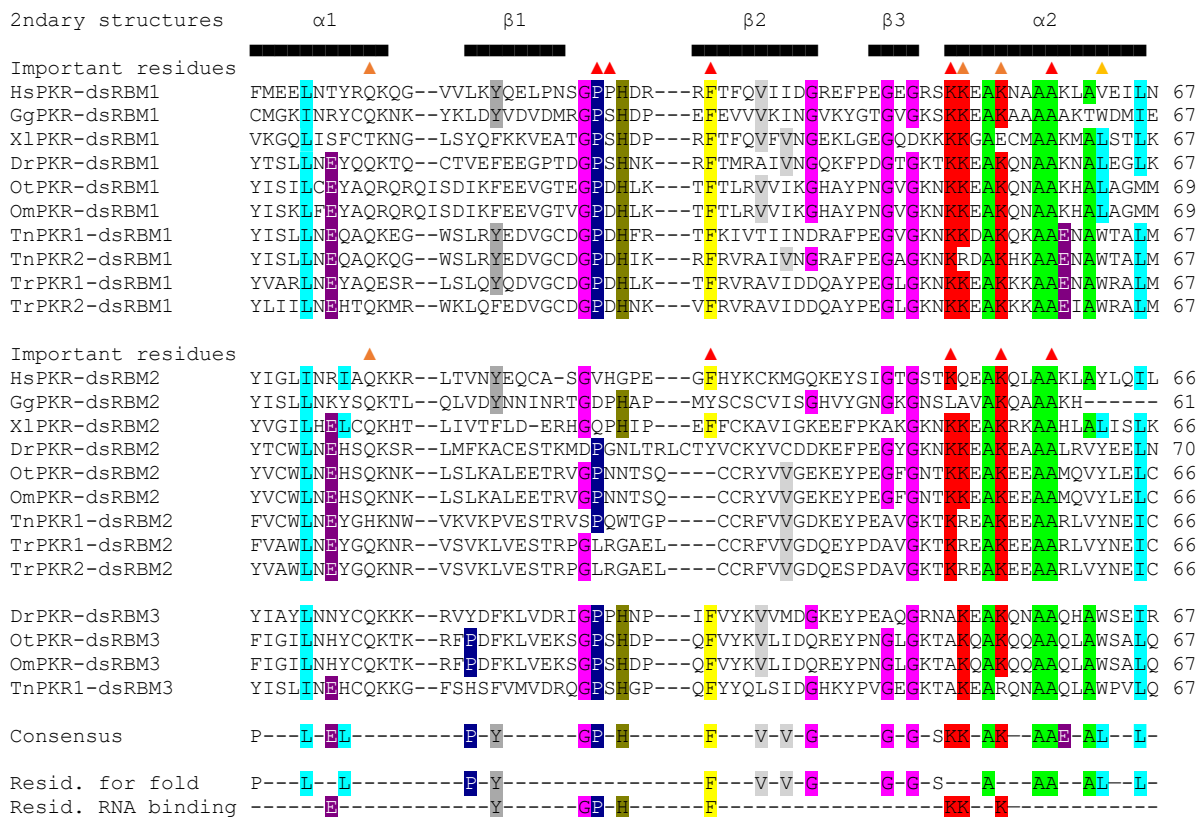 2ndary structures α1 β1 β2 β3 α2
Important residues
HsPKR-dsRBM1 FMEELNTYRQKQG--VVLKYQELPNSGPPHDR---RFTFQVIIDGREFPEGEGRSKKEAKNAAAKLAVEILN 67
GgPKR-dsRBM1 CMGKINRYCQKNK--YKLDYVDVDMRGPSHDP---EFEVVVKINGVKYGTGVGKSKKEAKAAAAAKTWDMIE 67
XlPKR-dsRBM1 VKGQLISFCTKNG--LSYQFKKVEATGPSHDP---RFTFQVFVNGEKLGEGQDKKKKGAECMAAKMALSTLK 67
DrPKR-dsRBM1 YTSLLNEYQQKTQ--CTVEFEEGPTDGPSHNK---RFTMRAIVNGQKFPDGTGKTKKEAKQNAAKNALEGLK 67
OtPKR-dsRBM1 YISILCEYAQRQRQISDIKFEEVGTEGPDHLK---TFTLRVVIKGHAYPNGVGKNKKEAKQNAAKHALAGMM 69
OmPKR-dsRBM1 YISKLFEYAQRQRQISDIKFEEVGTVGPDHLK---TFTLRVVIKGHAYPNGVGKNKKEAKQNAAKHALAGMM 69
TnPKR1-dsRBM1 YISLLNEQAQKEG--WSLRYEDVGCDGPDHFR---TFKIVTIINDRAFPEGVGKNKKDAKQKAAENAWTALM 67
TnPKR2-dsRBM1 YISLLNEQAQKQG--WSLRYEDVGCDGPDHIK---RFRVRAIVNGRAFPEGAGKNKRDAKHKAAENAWTALM 67
TrPKR1-dsRBM1 YVARLNEYAQESR--LSLQYQDVGCDGPDHLK---TFRVRAVIDDQAYPEGLGKNKKEAKKKAAEIAWRALM 67
TrPKR2-dsRBM1 YLIILNEHTQKMR--WKLQFEDVGCDGPDHNK---VFRVRAVIDDQAYPEGLGKNKKEAKKKAAEIAWRALM 67
Important residues
HsPKR-dsRBM2 YIGLINRIAQKKR--LTVNYEQCA-SGVHGPE---GFHYKCKMGQKEYSIGTGSTKQEAKQLAAKLAYLQIL 66
GgPKR-dsRBM2 YISLLNKYSQKTL--QLVDYNNINRTGDPHAP---MYSCSCVISGHVYGNGKGNSLAVAKQAAKH------ 61
XlPKR-dsRBM2 YVGILHELCQKHT--LIVTFLD-ERHGQPHIP---EFFCKAVIGKEEFPKAKGNKKKEAKRKAAHLALISLK 66
DrPKR-dsRBM2 YTCWLNEHSQKSR--LMFKACESTKMDPGNLTRLCTYVCKYVCDDKEFPEGYGKNKKEAKEAAALRVYEELN 70
OtPKR-dsRBM2 YVCWLNEHSQKNK--LSLKALEETRVGPNNTSQ----CCRYVVGEKEYPEGFGNTKKEAKEEAAMQVYLELC 66
OmPKR-dsRBM2 YVCWLNEHSQKNK--LSLKALEETRVGPNNTSQ----CCRYVVGEKEYPEGFGNTKKEAKEEAAMQVYLELC 66
TnPKR1-dsRBM2 FVCWLNEYGHKNW--VKVKPVESTRVSPQWTGP----CCRFVVGDKEYPEAVGKTKREAKEEAARLVYNEIC 66
TrPKR1-dsRBM2 FVAWLNEYGQKNR--VSVKLVESTRPGLRGAEL----CCRFVVGDQEYPDAVGKTKREAKEEAARLVYNEIC 66
TrPKR2-dsRBM2 YVAWLNEYGQKNR--VSVKLVESTRPGLRGAEL----CCRFVVGDQESPDAVGKTKREAKEEAARLVYNEIC 66
DrPKR-dsRBM3 YIAYLNNYCQKKK--RVYDFKLVDRIGPPHNP---IFVYKVVMDGKEYPEAQGRNAKEAKQNAAQHAWSEIR 67
OtPKR-dsRBM3 FIGILNHYCQKTK--RFPDFKLVEKSGPSHDP---QFVYKVLIDQREYPNGLGKTAKQAKQQAAQLAWSALQ 67
OmPKR-dsRBM3 FIGILNHYCQKTK--RFPDFKLVEKSGPSHDP---QFVYKVLIDQREYPNGLGKTAKQAKQQAAQLAWSALQ 67
TnPKR1-dsRBM3 YISLINEHCQKKG--FSHSFVMVDRQGPSHGP---QFYYQLSIDGHKYPVGEGKTAKEARQNAAQLAWPVLQ 67
Consensus P---L-EL---------P-Y------GP-H------F---V-V-G-----G-G-SKK-AK--AAE-AL--L-
Resid. for fold P---L--L---------P-Y----------------F---V-V-G-----G-G-S---A---AA--AL--L-
Resid. RNA binding ------E------------Y------GP-H------F------------------KK--K------------